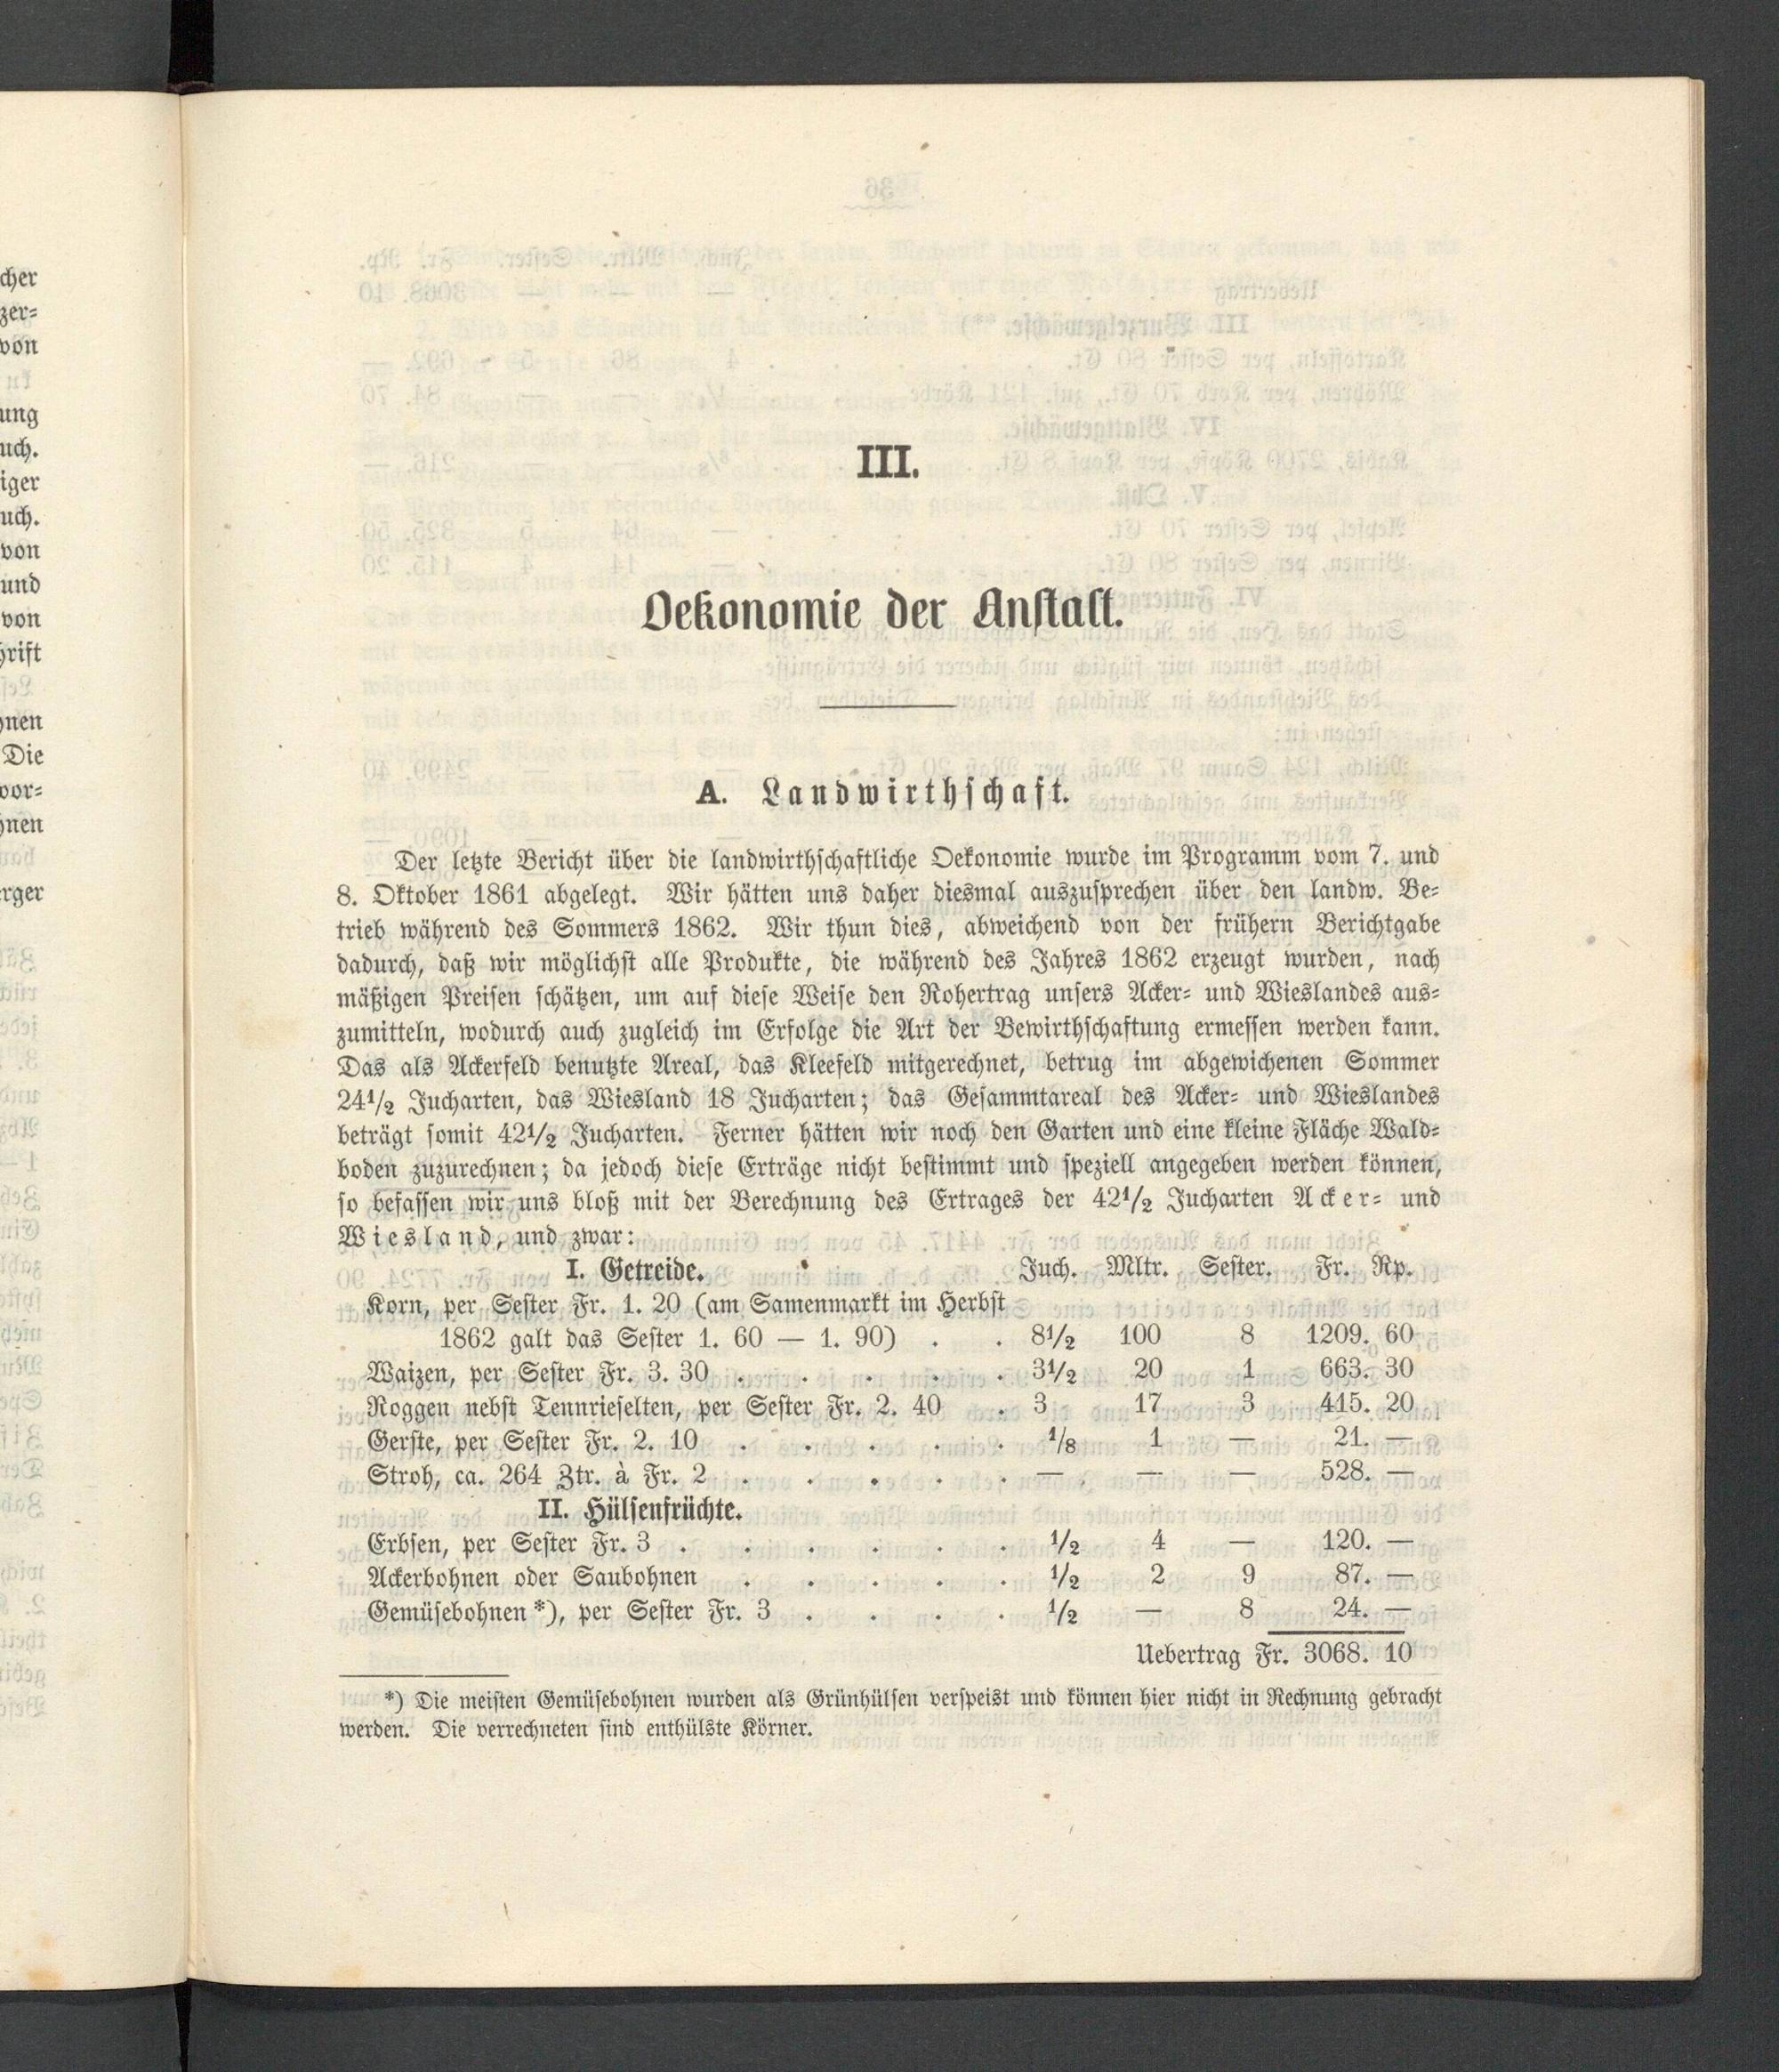 III.
Oekonomie der Anstalt.
A. Landwirthschaft.
Der letzte Bericht über die landwirthschaftliche Oekonomie wurde im Programm vom 7. und
8. Oktober 1861 abgelegt. Wir hätten uns daher diesmal auszusprechen über den landw. Be-
trieb während des Sommers 1862. Wir thun dies, abweichend von der frühern Berichtgabe
dadurch, daß wir möglichst alle Produkte, die während des Jahres 1862 erzeugt wurden, nach
mäßigen Preisen schätzen, um auf diese Weise den Rohertrag unsers Acker- und Wieslandes aus-
zumitteln, wodurch auch zugleich im Erfolge die Art der Bewirthschaftung ermessen werden kann.
Das als Ackerfeld benutzte Areal, das Kleefeld mitgerechnet, betrug im abgewichenen Sommer
24½ Jucharten, das Wiesland 18 Jucharten; das Gesammtareal des Acker- und Wieslandes
beträgt somit 42½ Jucharten. Ferner hätten wir noch den Garten und eine kleine Fläche Wald-
boden zuzurechnen; da jedoch diese Erträge nicht bestimmt und speziell angegeben werden können,
so befassen wir uns bloß mit der Berechnung des Ertrages der 42½ Jucharten Acker- und
Wiesland, und zwar:
I. Getreide. Juch. Mltr. Sester. Fr. Rp.
Korn, per Sester Fr. 1. 20 (am Samenmarkt im Herbst
1862 galt das Sester 1. 60 — 1. 90) . . 8½ 100 8 1209. 60
Waizen, per Sester Fr. 3. 30 . . . . . 3½ 20 1 663. 30
Roggen nebst Tennrieselten, per Sester Fr. 2. 40 . 3 17 3 415. 20
Gerste, per Sester Fr. 2. 10 . . . . . ⅛ 1 — 21. —
Stroh, ca. 264 Ztr. à Fr. 2 . . . . . — — — 528. —
II. Hülsenfrüchte.
Erbsen, per Sester Fr. 3 . . . . . . ½ 4 — 120. —
Ackerbohnen oder Saubohnen . . . . . ½ 2 9 87. —
Gemüsebohnen *), per Sester Fr. 3 . . . . ½ — 8 24. —
Uebertrag Fr. 3068. 10
*) Die meisten Gemüsebohnen wurden als Grünhülsen verspeist und können hier nicht in Rechnung gebracht
werden. Die verrechneten sind enthülste Körner.